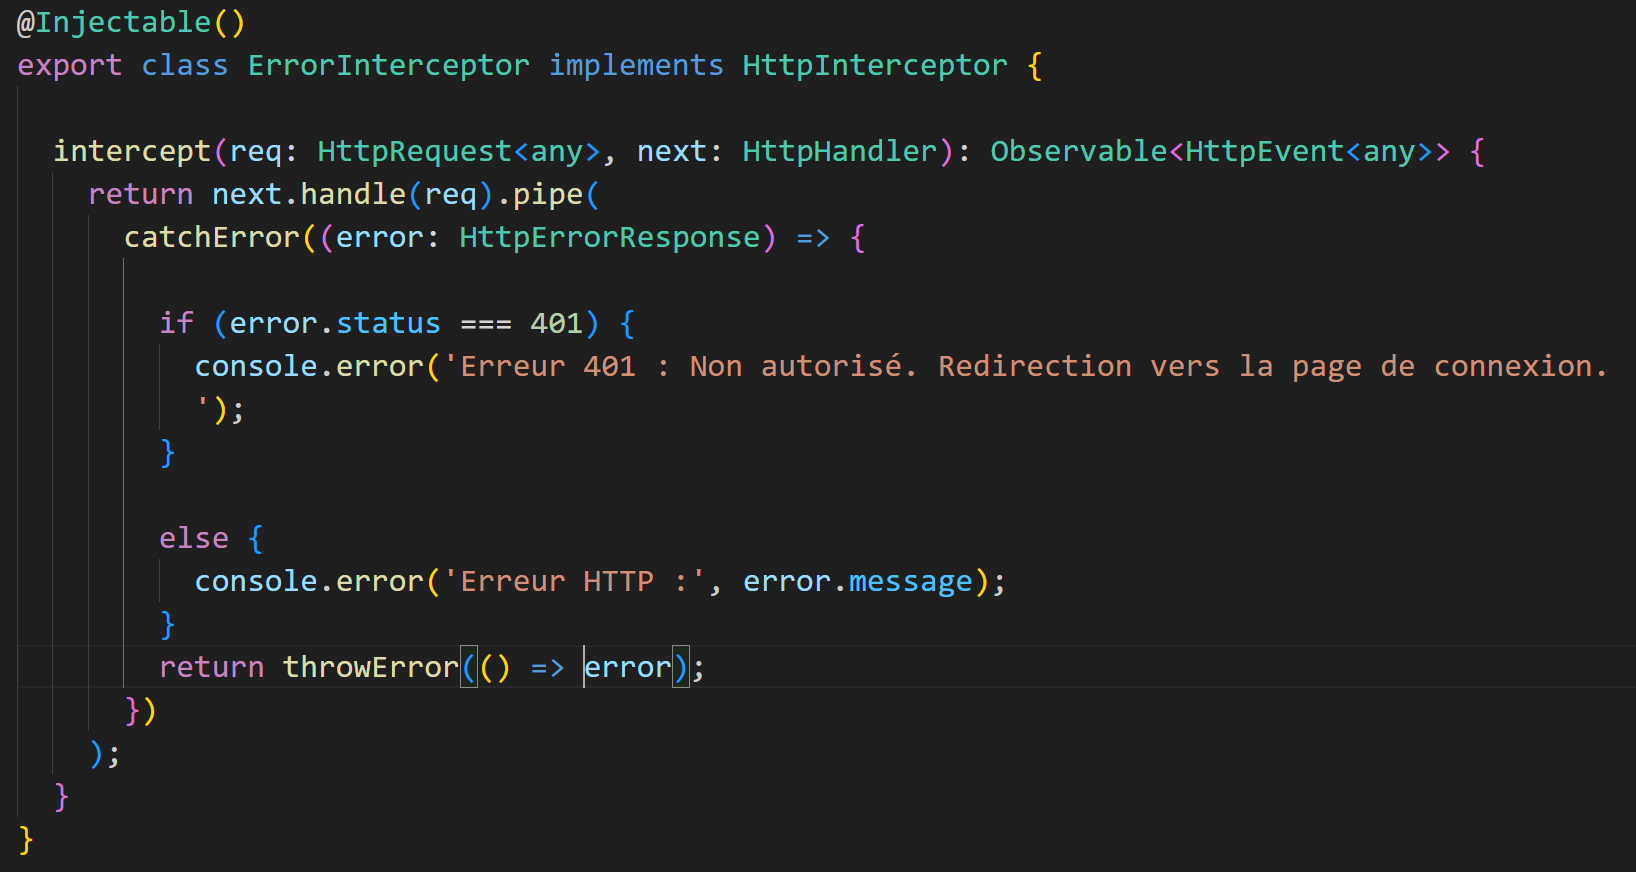 @Injectable()
export class ErrorInterceptor implements HttpInterceptor {
intercept(req: HttpRequest<any>, next: HttpHandler): Observable<HttpEvent<any>> {
return next.handle(req).pipe(
catchError((error: HttpErrorResponse) => {
if (error.status === 401) {
console.error('Erreur 401 : Non autorisé. Redirection vers la page de connexion.
');
}
else {
console.error('Erreur HTTP :', error.message);
}
return throwError(() => error);
})
);
}
}